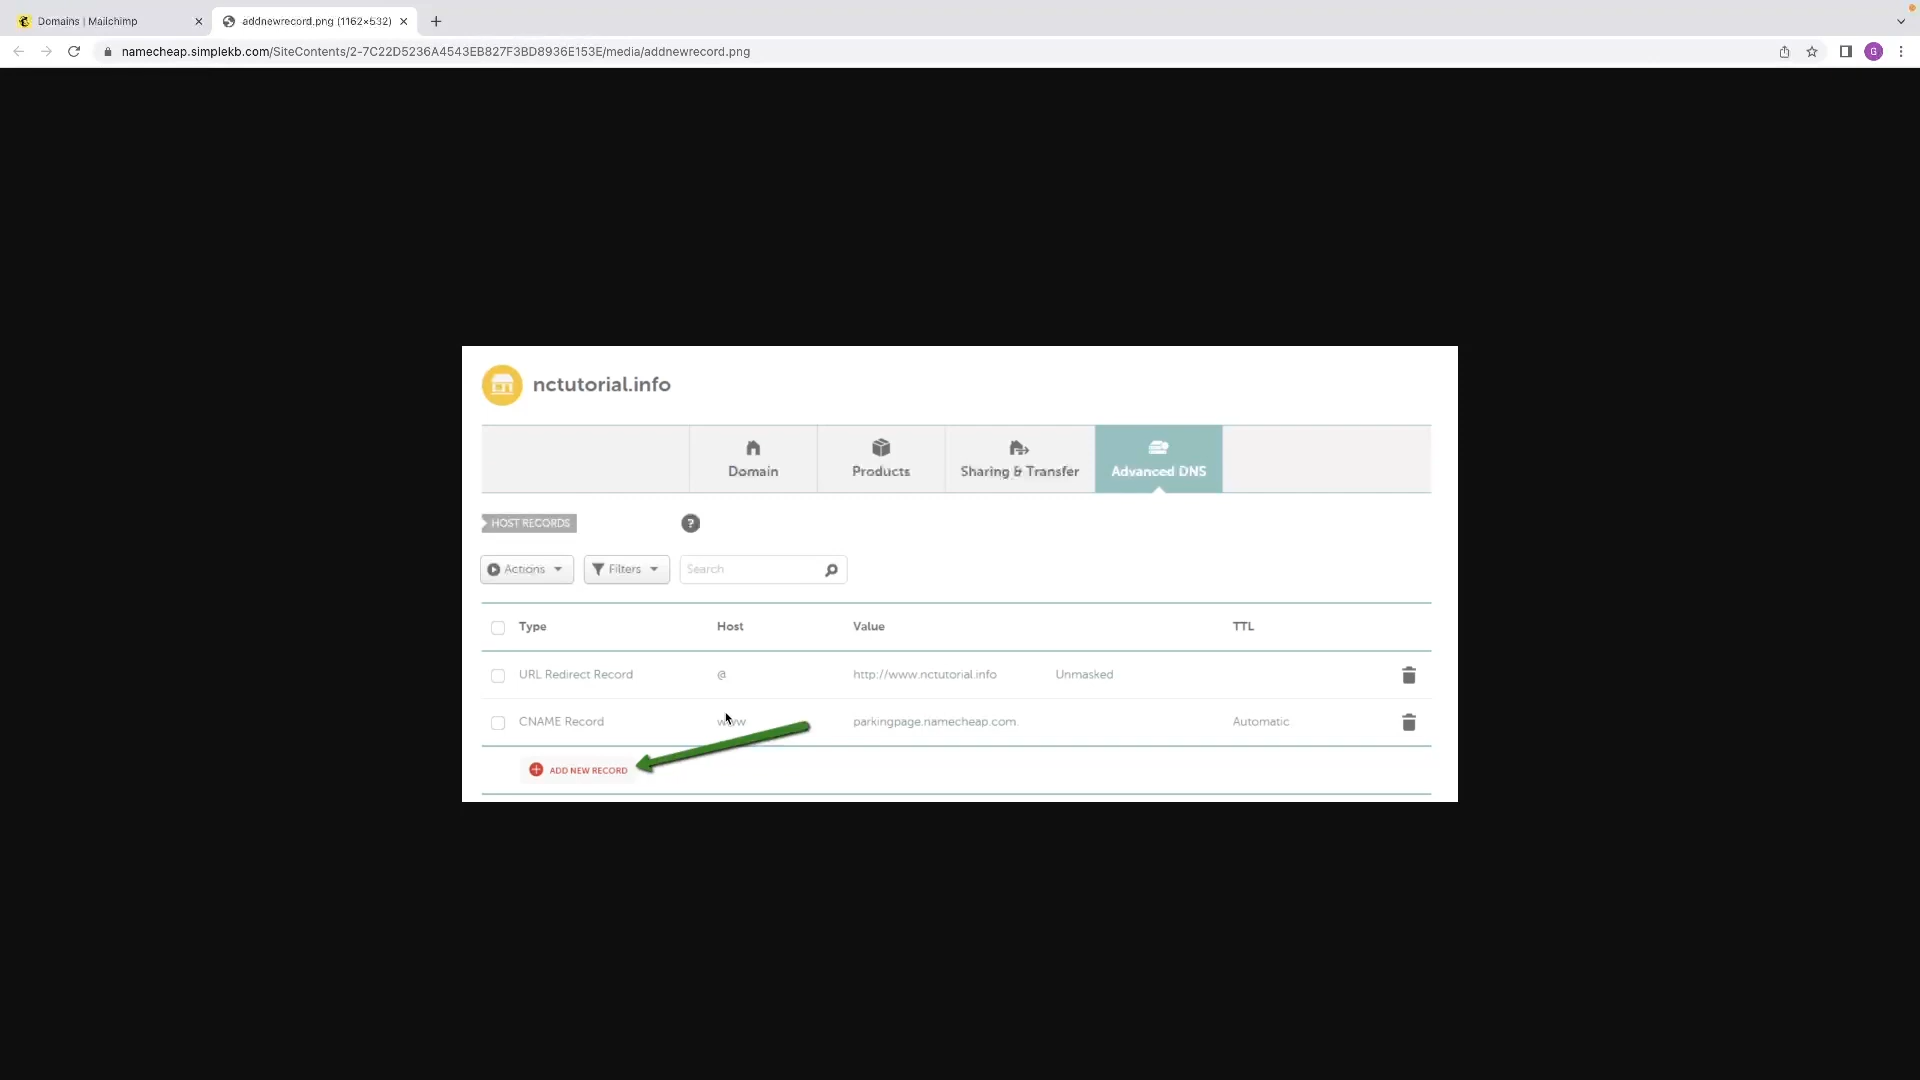 Domains | Mailchimp
addnewrecord.png (1162×532)
namecheap.simplekb.com/SiteContents/2-7C22D5236A4543EB827F3BD8936E153E/media/addnewrecord.png
G
nctutorial.info
Domain Products Sharing & Transfer Advanced DNS
HOST RECORDS ?
Actions Filters Search
Type Host Value TTL
URL Redirect Record @ http://www.nctutorial.info Unmasked
CNAME Record www parkingpage.namecheap.com. Automatic
ADD NEW RECORD